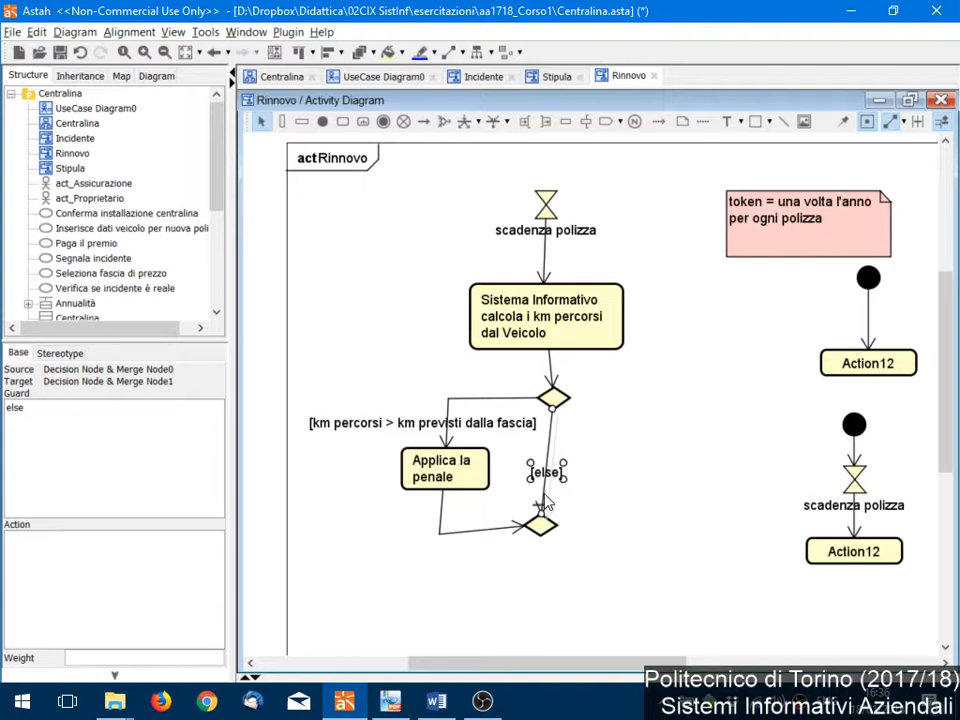 Astah <<Non-Commercial Use Only>> - [D:\Dropbox\Didattica\02CIX SistInf\esercitazioni\aa1718_Corso1\Centralina.asta] (*)
File Edit Diagram Alignment View Tools Window Plugin Help
Structure Inheritance Map Diagram
Centralina UseCase Diagram0 Incidente Stipula Rinnovo
Centralina
UseCase Diagram0
Centralina
Incidente
Rinnovo
Stipula
act_Assicurazione
act_Proprietario
Conferma installazione centralina
Inserisce dati veicolo per nuova poli
Paga il premio
Segnala incidente
Seleziona fascia di prezzo
Verifica se incidente è reale
Annualità
Centralina
Base Stereotype
Source Decision Node & Merge Node0
Target Decision Node & Merge Node1
Guard
else
Action
Weight
Rinnovo / Activity Diagram
act Rinnovo
scadenza polizza
Sistema Informativo
calcola i km percorsi
dal Veicolo
[km percorsi > km previsti dalla fascia]
Applica la
penale
[else]
token = una volta l'anno
per ogni polizza
Action12
scadenza polizza
Action12
Politecnico di Torino (2017/18)
16:36
Sistemi Informativi Aziendali